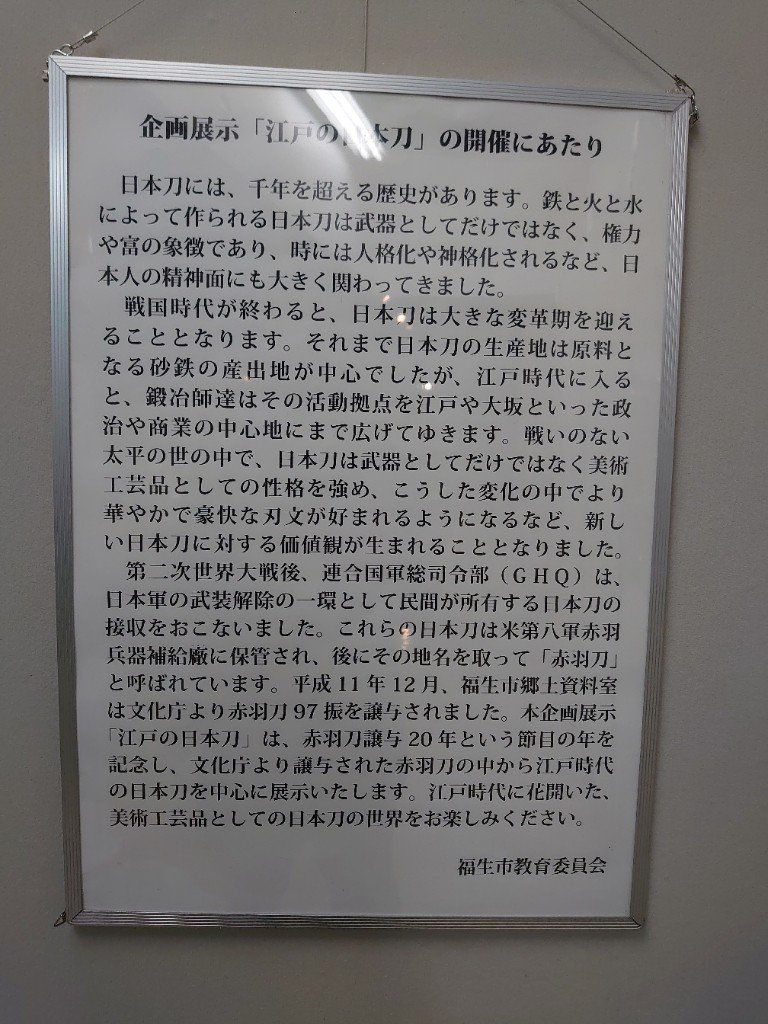 企画展示「江戸の日本刀」の開催にあたり
日本刀には、千年を超える歴史があります。鉄と火と水
によって作られる日本刀は武器としてだけではなく、権力
や富の象徴であり、時には人格化や神格化されるなど、日
本人の精神面にも大きく関わってきました。
戦国時代が終わると、日本刀は大きな変革期を迎え
ることとなります。それまで日本刀の生産地は原料と
なる砂鉄の産出地が中心でしたが、江戸時代に入る
と、鍛冶師達はその活動拠点を江戸や大坂といった政
治や商業の中心地にまで広げてゆきます。戦いのない
太平の世の中で、日本刀は武器としてだけではなく美術
工芸品としての性格を強め、こうした変化の中でより
華やかで豪快な刃文が好まれるようになるなど、新し
い日本刀に対する価値観が生まれることとなりました。
第二次世界大戦後、連合国軍総司令部（ＧＨＱ）は、
日本軍の武装解除の一環として民間が所有する日本刀の
接収をおこないました。これらの日本刀は米第八軍赤羽
兵器補給廠に保管され、後にその地名を取って「赤羽刀」
と呼ばれています。平成11年12月、福生市郷土資料室
は文化庁より赤羽刀97振を譲与されました。本企画展示
「江戸の日本刀」は、赤羽刀譲与20年という節目の年を
記念し、文化庁より譲与された赤羽刀の中から江戸時代
の日本刀を中心に展示いたします。江戸時代に花開いた、
美術工芸品としての日本刀の世界をお楽しみください。
福生市教育委員会